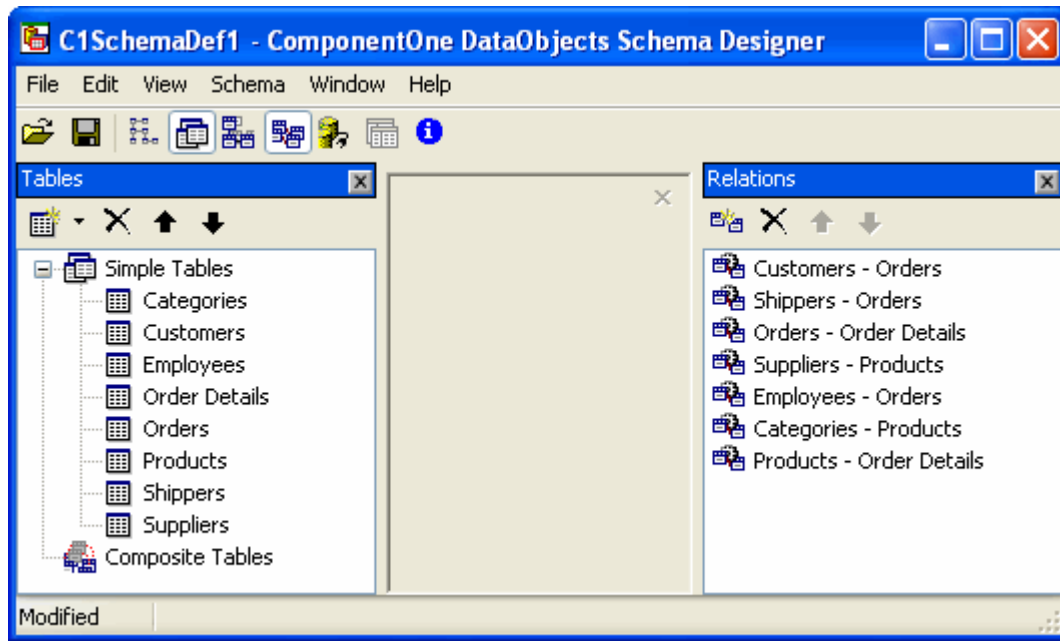 C1SchemaDef1 - ComponentOne DataObjects Schema Designer
File Edit View Schema Window Help
Tables
Simple Tables
Categories
Customers
Employees
Order Details
Orders
Products
Shippers
Suppliers
Composite Tables
Relations
Customers - Orders
Shippers - Orders
Orders - Order Details
Suppliers - Products
Employees - Orders
Categories - Products
Products - Order Details
Modified